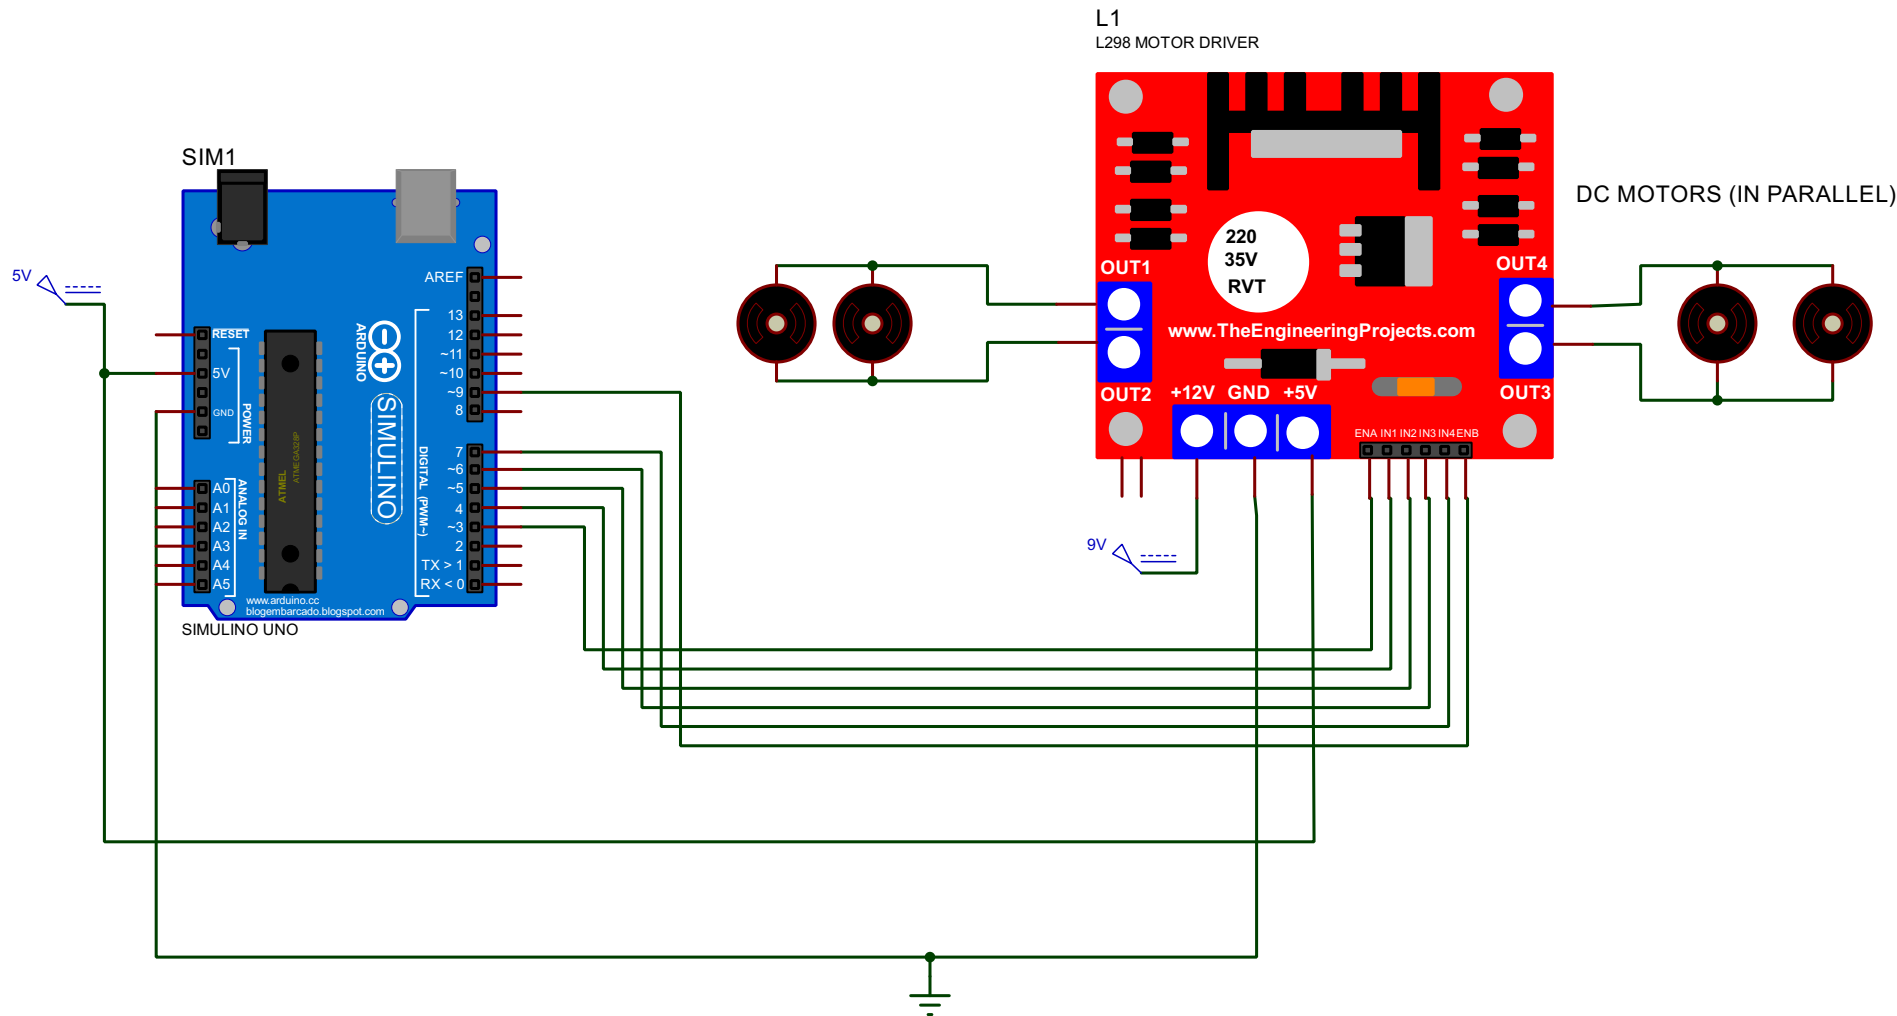 L1
L298 MOTOR DRIVER
SIM1
5V
AREF
13
12
~11
~10
~9
8
7
~6
~5
4
~3
2
TX > 1
RX < 0
RESET
5V
GND
POWER
A0
A1
A2
A3
A4
A5
ANALOG IN
ATMEL
ATMEGA328P
ARDUINO
SIMULINO
DIGITAL (PWM~)
www.arduino.cc
blogembarcado.blogspot.com
SIMULINO UNO
220
35V
RVT
OUT1
OUT2
OUT4
OUT3
www.TheEngineeringProjects.com
+12V GND +5V
ENA IN1 IN2 IN3 IN4 ENB
9V
DC MOTORS (IN PARALLEL)